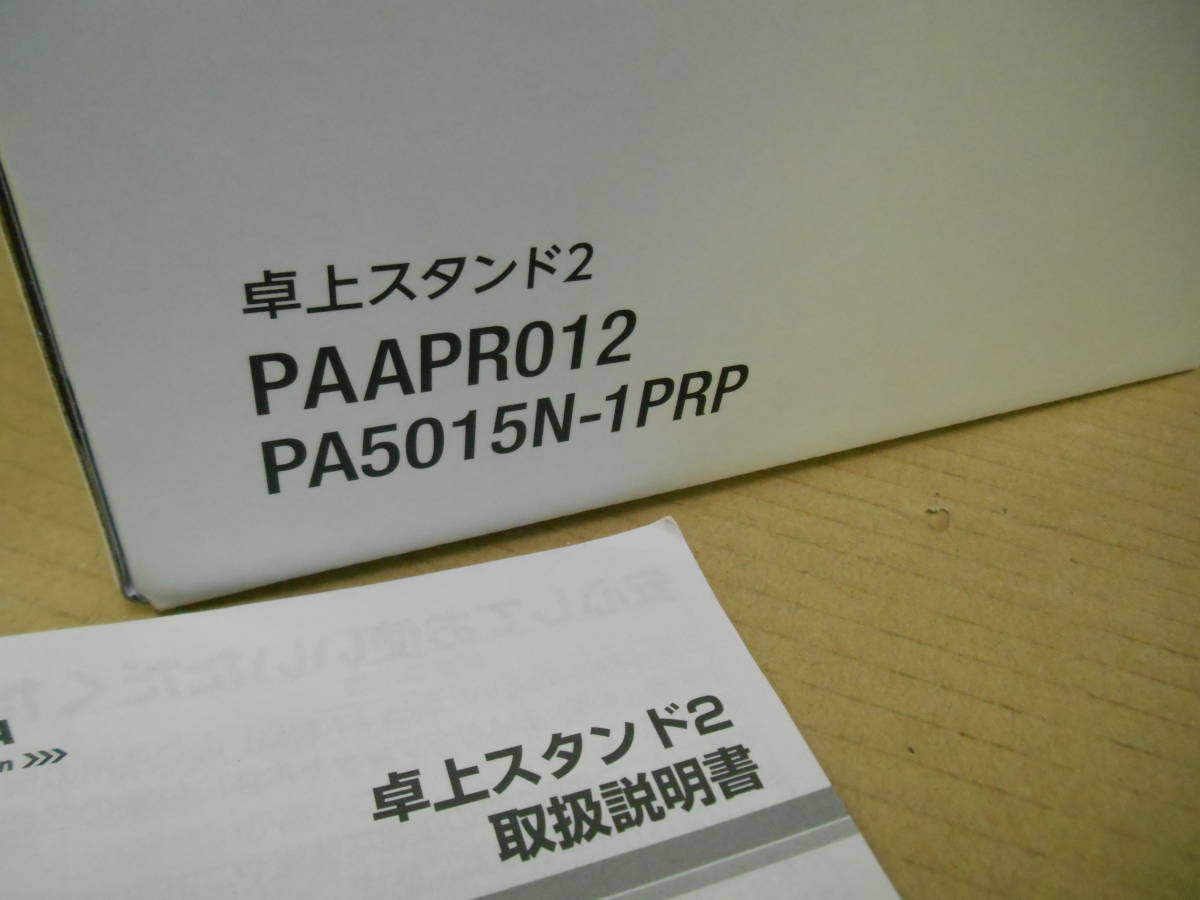 卓上スタンド2
PAAPR012
PA5015N-1PRP
n >>>
卓上スタンド2
取扱説明書